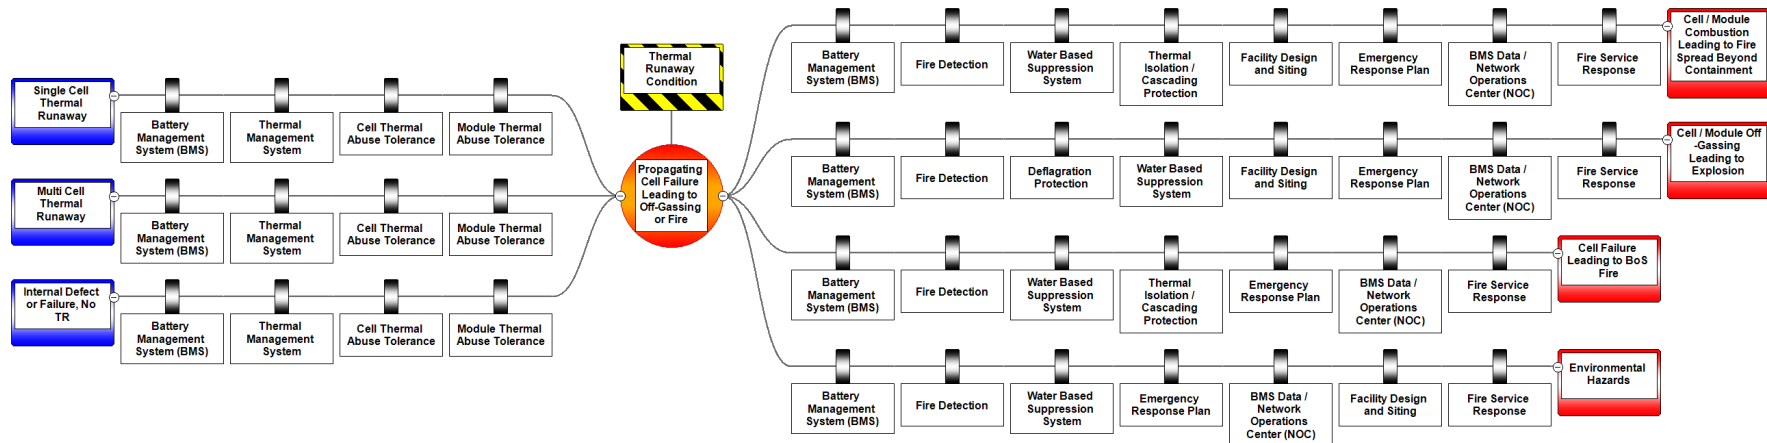 Single Cell
Thermal
Runaway
Battery
Management
System (BMS)
Thermal
Management
System
Cell Thermal
Abuse Tolerance
Module Thermal
Abuse Tolerance
Multi Cell
Thermal
Runaway
Battery
Management
System (BMS)
Thermal
Management
System
Cell Thermal
Abuse Tolerance
Module Thermal
Abuse Tolerance
Internal Defect
or Failure, No
TR
Battery
Management
System (BMS)
Thermal
Management
System
Cell Thermal
Abuse Tolerance
Module Thermal
Abuse Tolerance
Thermal
Runaway
Condition
Propagating
Cell Failure
Leading to
Off-Gassing
or Fire
Battery
Management
System (BMS)
Fire Detection
Water Based
Suppression
System
Thermal
Isolation /
Cascading
Protection
Facility Design
and Siting
Emergency
Response Plan
BMS Data /
Network
Operations
Center (NOC)
Fire Service
Response
Cell / Module
Combustion
Leading to Fire
Spread Beyond
Containment
Battery
Management
System (BMS)
Fire Detection
Deflagration
Protection
Water Based
Suppression
System
Facility Design
and Siting
Emergency
Response Plan
BMS Data /
Network
Operations
Center (NOC)
Fire Service
Response
Cell / Module Off
-Gassing
Leading to
Explosion
Battery
Management
System (BMS)
Fire Detection
Water Based
Suppression
System
Thermal
Isolation /
Cascading
Protection
Emergency
Response Plan
BMS Data /
Network
Operations
Center (NOC)
Fire Service
Response
Cell Failure
Leading to BoS
Fire
Battery
Management
System (BMS)
Fire Detection
Water Based
Suppression
System
Emergency
Response Plan
BMS Data /
Network
Operations
Center (NOC)
Facility Design
and Siting
Fire Service
Response
Environmental
Hazards